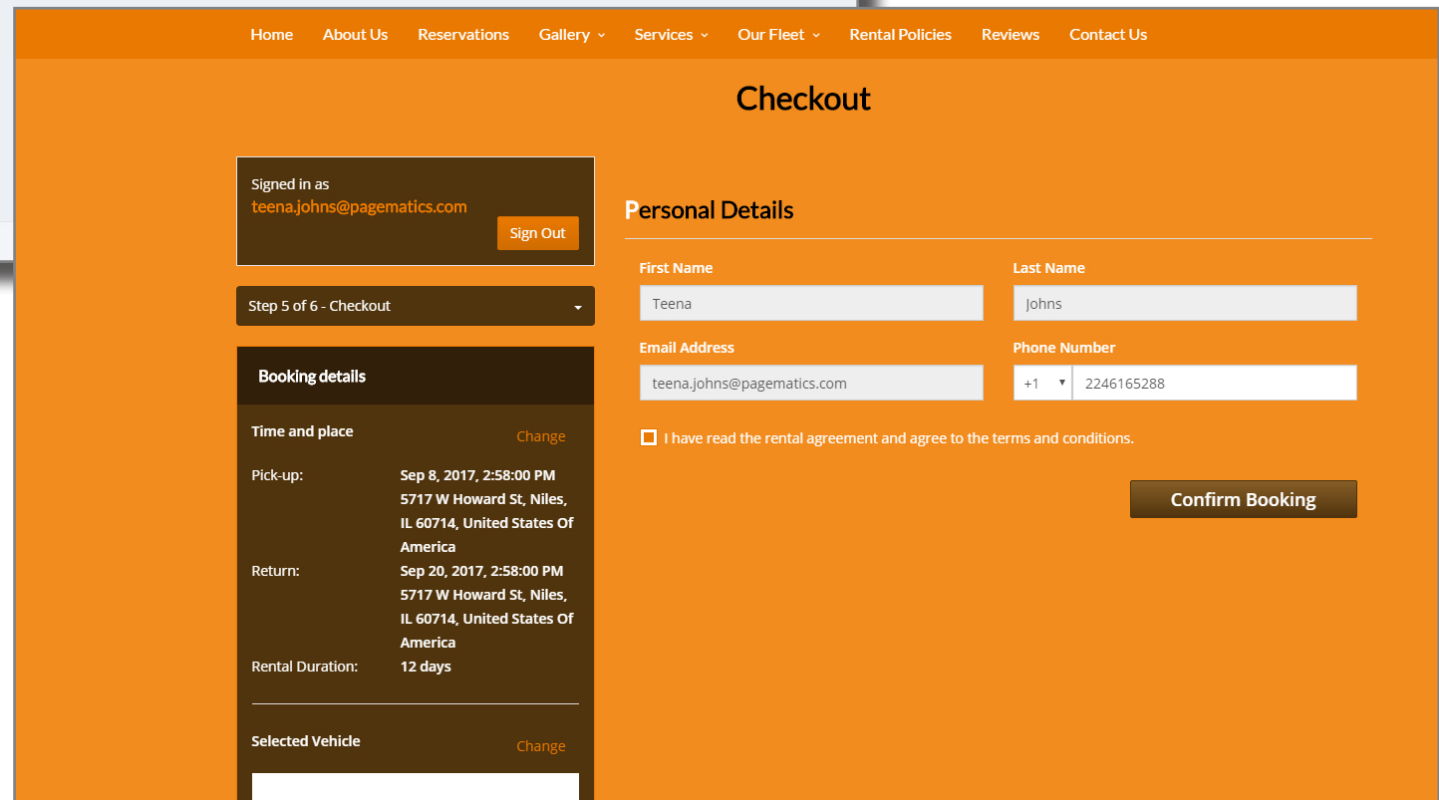 Home About Us Reservations Gallery Services Our Fleet Rental Policies Reviews Contact Us
Checkout
Signed in as
teena.johns@pagematics.com
Sign Out
Step 5 of 6 - Checkout
Booking details
Time and place Change
Pick-up: Sep 8, 2017, 2:58:00 PM
5717 W Howard St, Niles,
IL 60714, United States Of
America
Return: Sep 20, 2017, 2:58:00 PM
5717 W Howard St, Niles,
IL 60714, United States Of
America
Rental Duration: 12 days
Selected Vehicle Change
Personal Details
First Name Last Name
Teena Johns
Email Address Phone Number
teena.johns@pagematics.com +1 2246165288
I have read the rental agreement and agree to the terms and conditions.
Confirm Booking